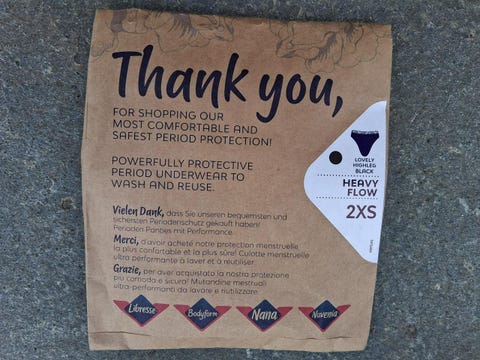 Thank you,
FOR SHOPPING OUR
MOST COMFORTABLE AND
SAFEST PERIOD PROTECTION!
POWERFULLY PROTECTIVE
PERIOD UNDERWEAR TO
WASH AND REUSE.
LOVELY
HIGHLEG
BLACK
HEAVY
FLOW
2XS
Vielen Dank, dass Sie unseren bequemsten und
sichersten Periodenschutz gekauft haben!
Perioden Panties mit Performance.
Merci, d'avoir acheté notre protection menstruelle
la plus confortable et la plus sûre! Culotte menstruelle
ultra performante à laver et à réutiliser.
Grazie, per aver acquistato la nostra protezione
più comoda e sicura! Mutandine mestruali
ultra-performanti da lavare e riutilizzare.
Libresse
Bodyform
Nana
Nuvenia